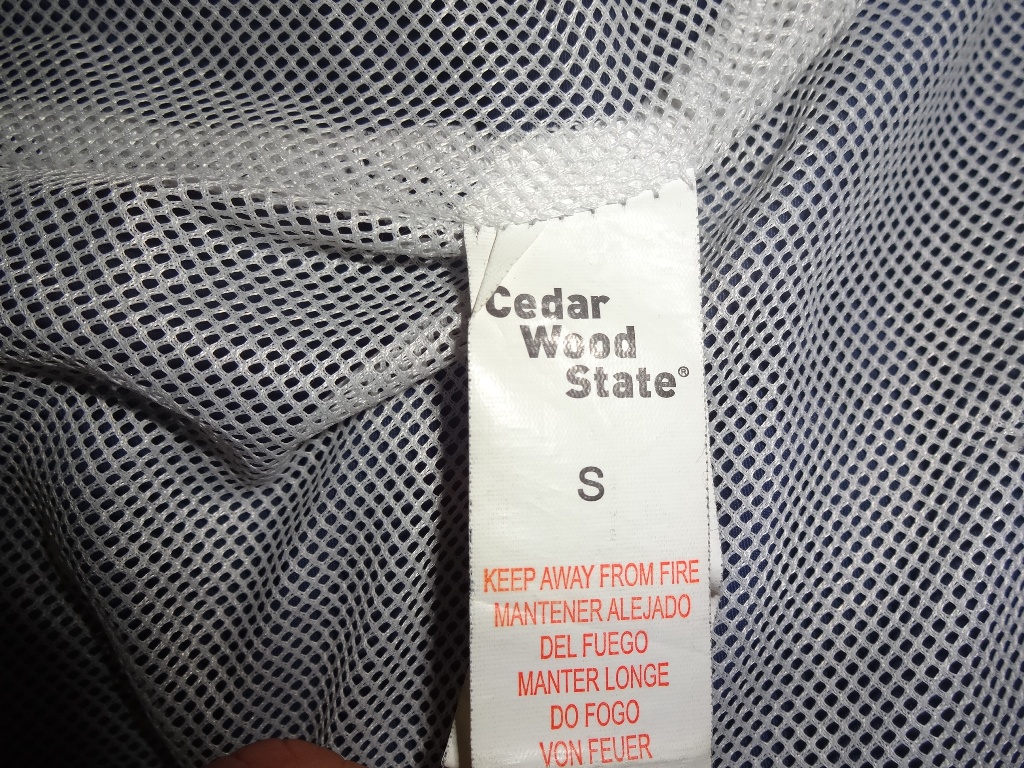 Cedar
Wood
State®
S
KEEP AWAY FROM FIRE
MANTENER ALEJADO
DEL FUEGO
MANTER LONGE
DO FOGO
VON FEUER